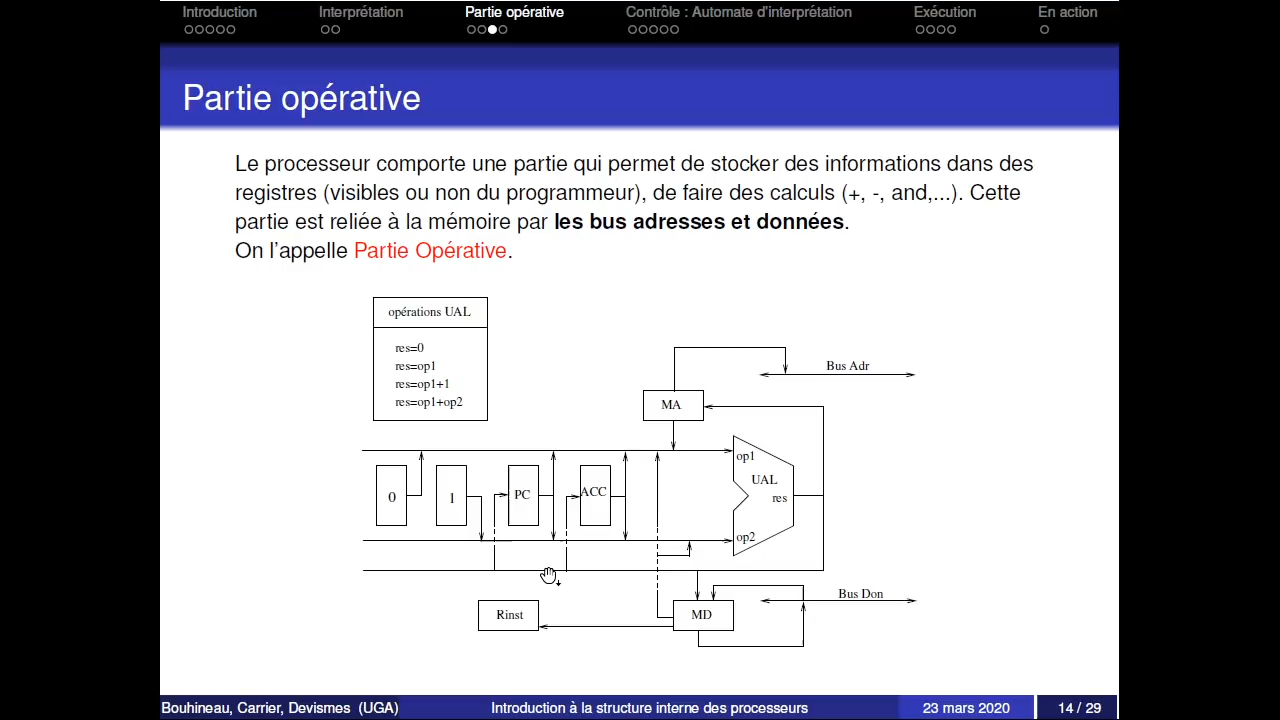 Introduction
Interprétation
Partie opérative
Contrôle : Automate d'interprétation
Exécution
En action
Partie opérative
Le processeur comporte une partie qui permet de stocker des informations dans des
registres (visibles ou non du programmeur), de faire des calculs (+, -, and,...). Cette
partie est reliée à la mémoire par les bus adresses et données.
On l'appelle Partie Opérative.
opérations UAL
res=0
res=op1
res=op1+1
res=op1+op2
Bus Adr
MA
op1
UAL
res
op2
0
1
PC
ACC
Bus Don
Rinst
MD
Bouhineau, Carrier, Devismes (UGA)
Introduction à la structure interne des processeurs
23 mars 2020
14 / 29